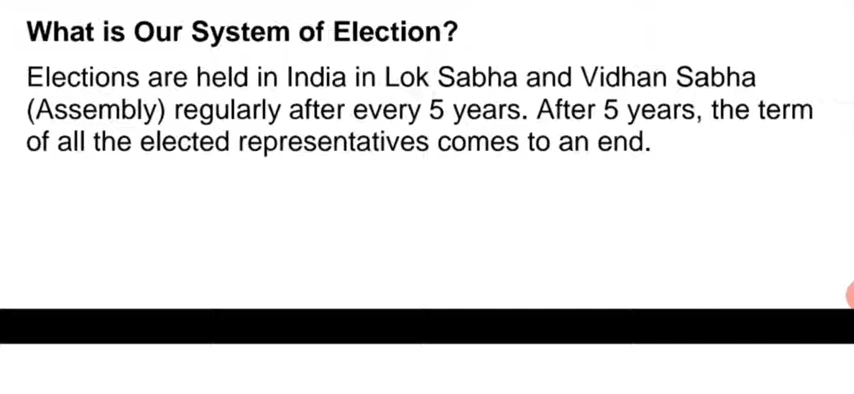 What is Our System of Election?
Elections are held in India in Lok Sabha and Vidhan Sabha
(Assembly) regularly after every 5 years. After 5 years, the term
of all the elected representatives comes to an end.